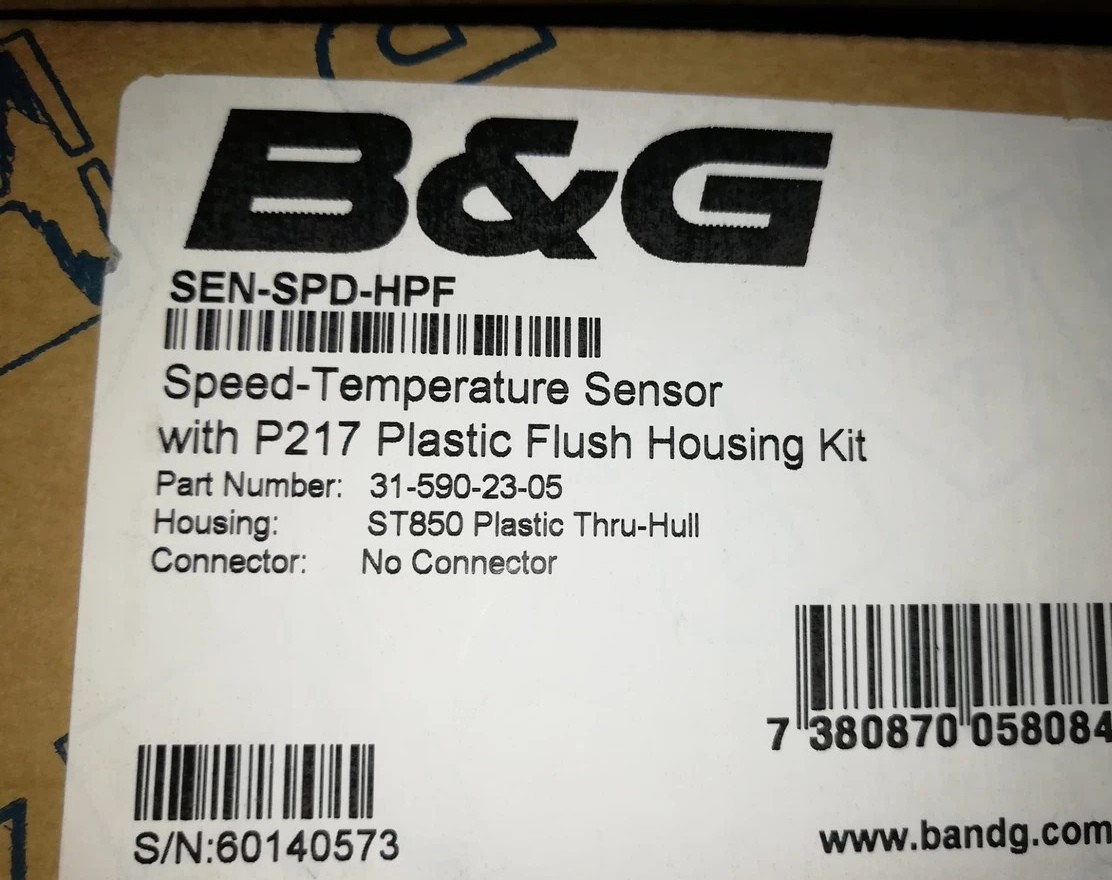 B&G
SEN-SPD-HPF
Speed-Temperature Sensor
with P217 Plastic Flush Housing Kit
Part Number: 31-590-23-05
Housing: ST850 Plastic Thru-Hull
Connector: No Connector
7 380870 058084
S/N:60140573
www.bandg.com